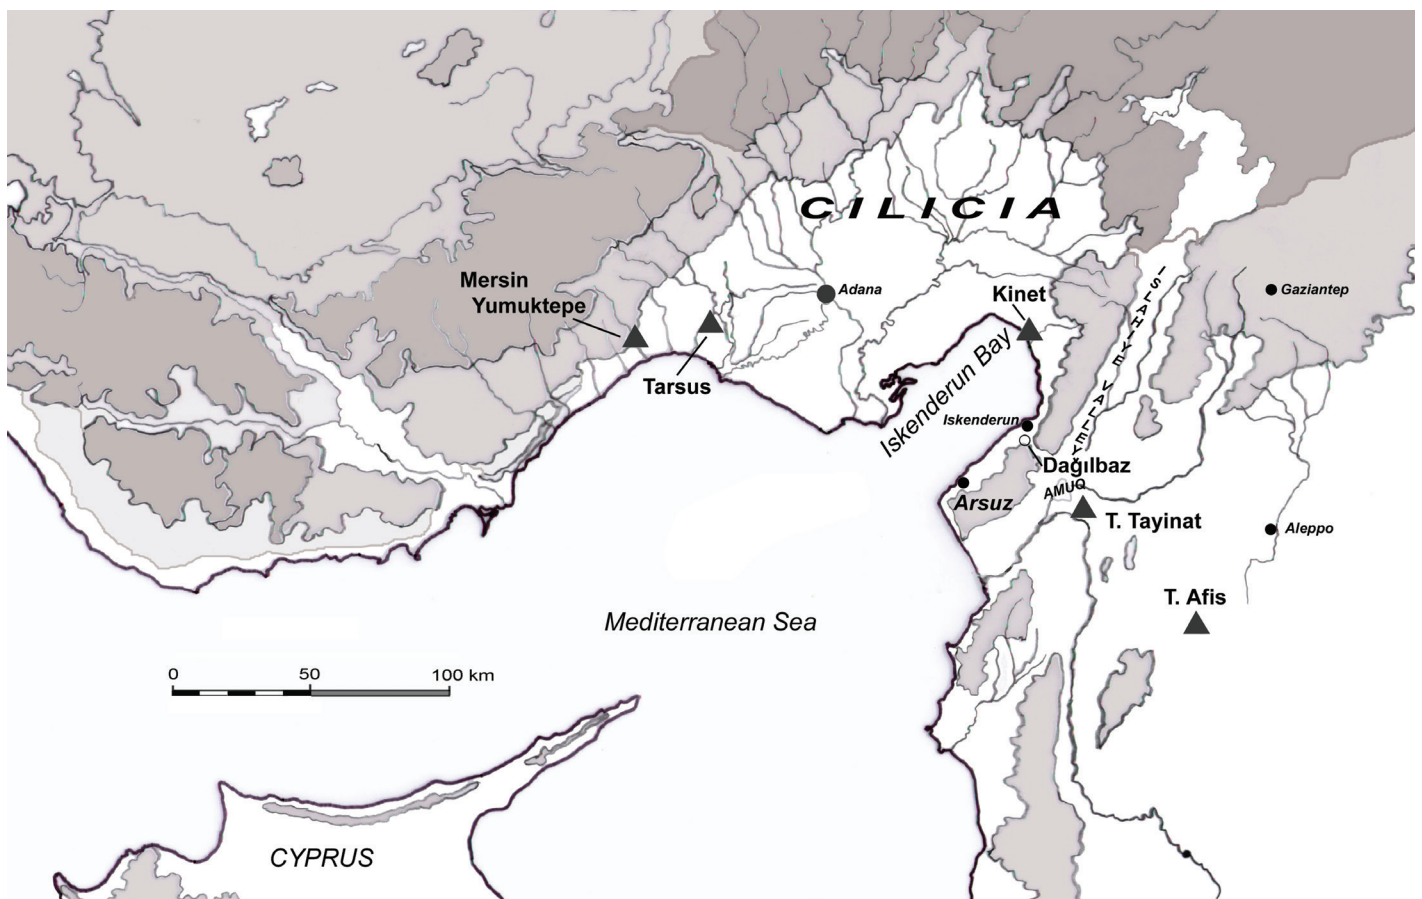 CILICIA
Mersin
Yumuktepe
Adana
Kinet
Gaziantep
ISLAHIYE VALLEY
Tarsus
Iskenderun Bay
Iskenderun
Dağılbaz
AMUQ
Arsuz
T. Tayinat
Aleppo
T. Afis
Mediterranean Sea
0 50 100 km
CYPRUS